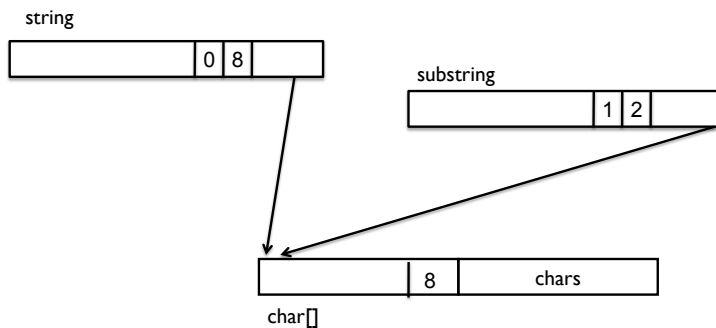 string
0 8
substring
1 2
8 chars
char[]